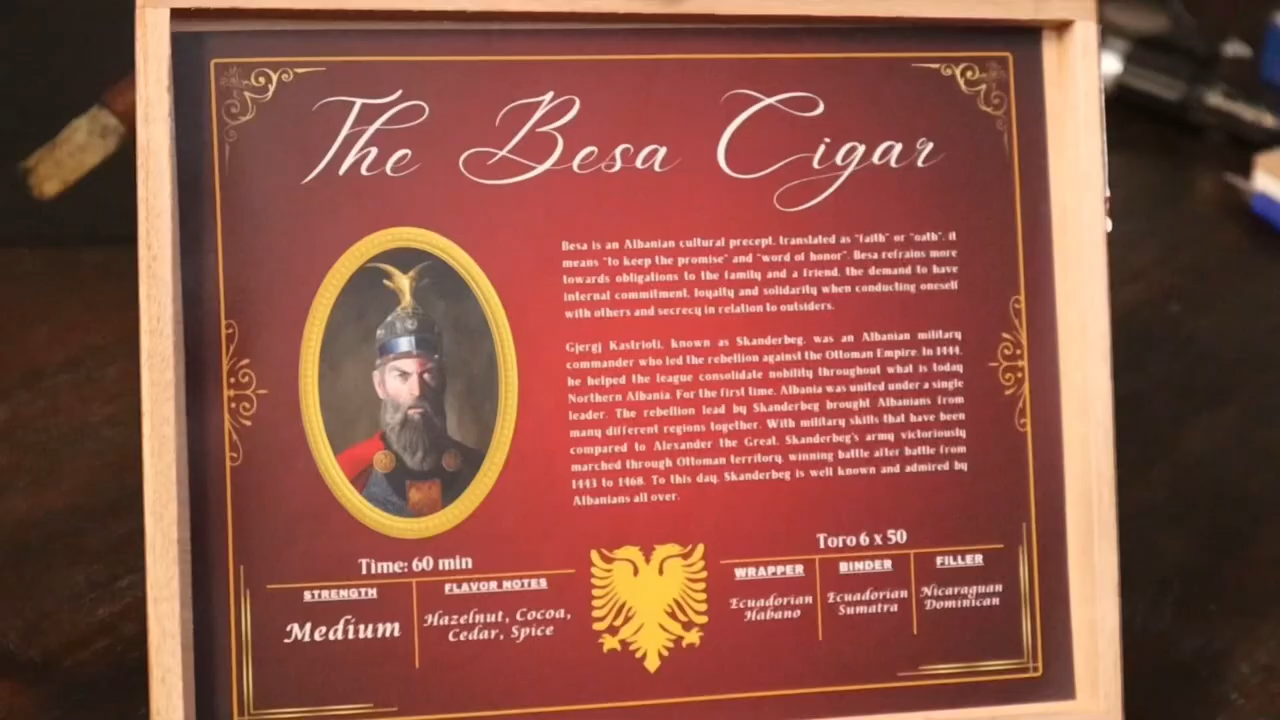 The Besa Cigar
Besa is an Albanian cultural precept, translated as "faith" or "oath", it
means "to keep the promise" and "word of honor". Besa refrains more
towards obligations to the family and a friend, the demand to have
internal commitment, loyalty and solidarity when conducting oneself
with others and secrecy in relation to outsiders.
Gjergj Kastrioti, known as Skanderbeg, was an Albanian military
commander who led the rebellion against the Ottoman Empire. In 1444,
he helped the league consolidate nobility throughout what is today
Northern Albania. For the first time, Albania was united under a single
leader. The rebellion lead by Skanderbeg brought Albanians from
many different regions together. With military skills that have been
compared to Alexander the Great, Skanderbeg's army victoriously
marched through Ottoman territory, winning battle after battle from
1443 to 1468. To this day, Skanderbeg is well known and admired by
Albanians all over.
Time: 60 min
STRENGTH
Medium
FLAVOR NOTES
Hazelnut, Cocoa,
Cedar, Spice
Toro 6 x 50
WRAPPER
Ecuadorian
Habano
BINDER
Ecuadorian
Sumatra
FILLER
Nicaraguan
Dominican